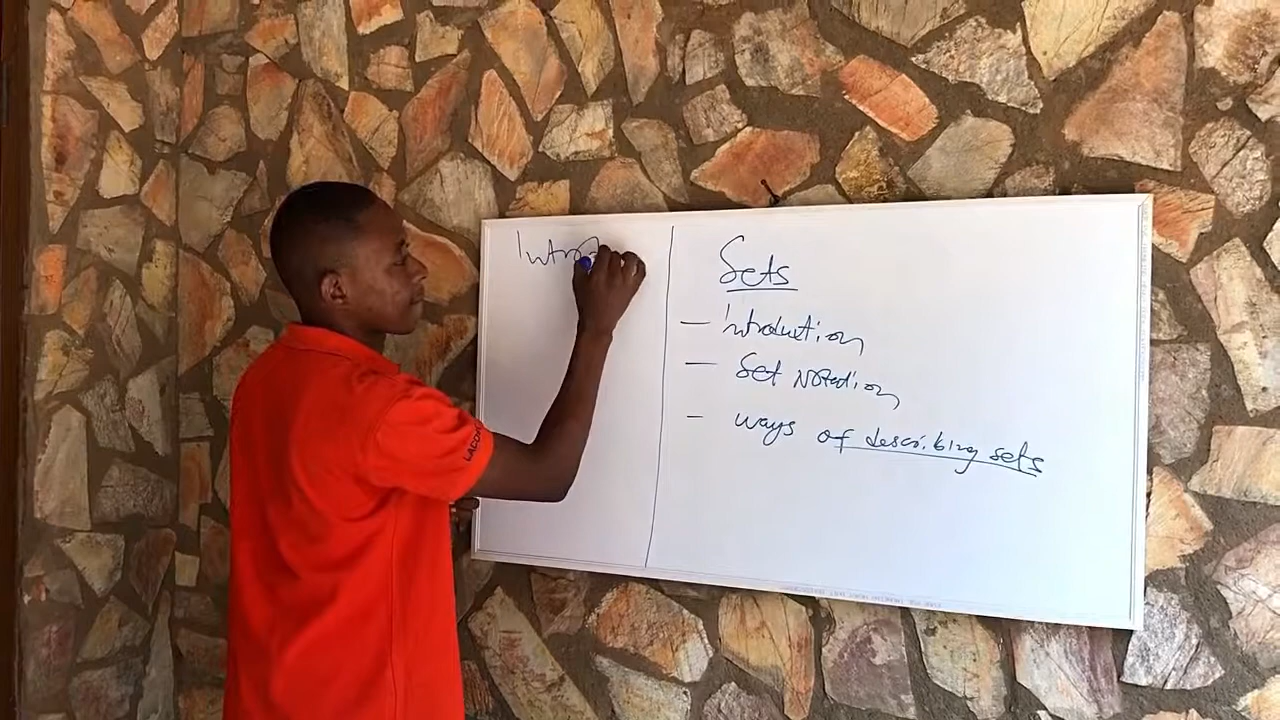 Intro
Sets
- introduction
- Set Notation
- ways of describing sets